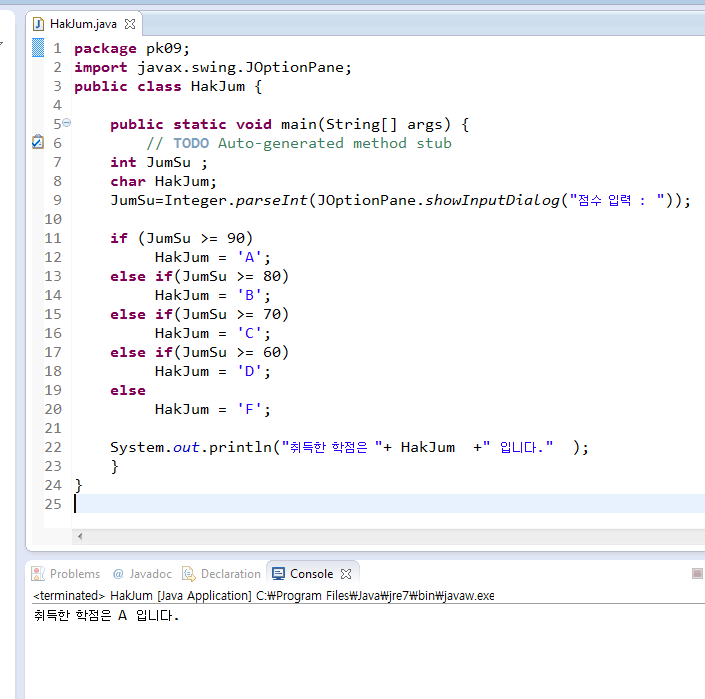 HakJum.java
1 package pk09;
2 import javax.swing.JOptionPane;
3 public class HakJum {
4
5 public static void main(String[] args) {
6 // TODO Auto-generated method stub
7 int JumSu ;
8 char HakJum;
9 JumSu=Integer.parseInt(JOptionPane.showInputDialog("점수 입력 : "));
10
11 if (JumSu >= 90)
12 HakJum = 'A';
13 else if(JumSu >= 80)
14 HakJum = 'B';
15 else if(JumSu >= 70)
16 HakJum = 'C';
17 else if(JumSu >= 60)
18 HakJum = 'D';
19 else
20 HakJum = 'F';
21
22 System.out.println("취득한 학점은 "+ HakJum  +" 입니다."  );
23 }
24 }
25
Problems @ Javadoc Declaration Console
<terminated> HakJum [Java Application] C:₩Program Files₩Java₩jre7₩bin₩javaw.exe
취득한 학점은 A 입니다.